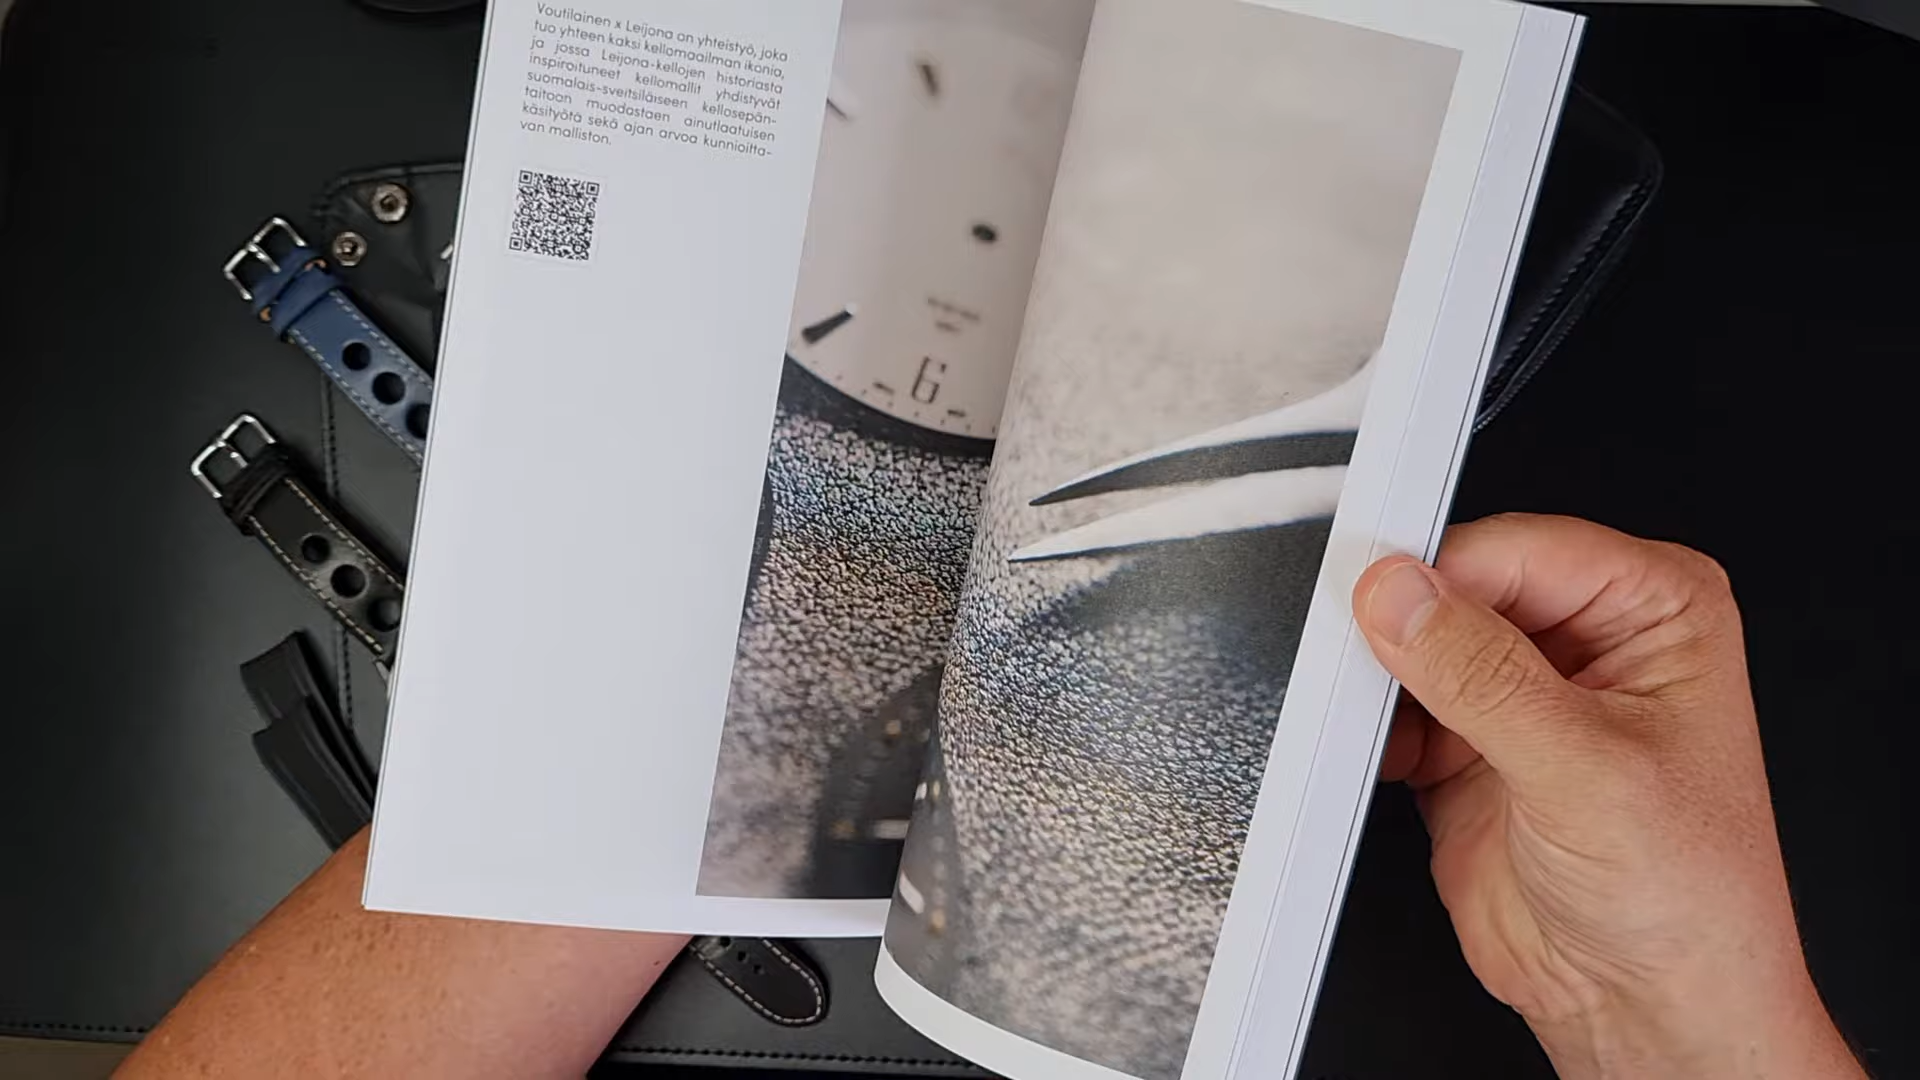 Voutilainen x Leijona on yhteistyö, joka
tuo yhteen kaksi kellomaailman ikonia,
ja jossa Leijona-kellojen historiasta
inspiroituneet kellomallit yhdistyvät
suomalais-sveitsiläiseen kellosepän-
taitoon muodostaen ainutlaatuisen
käsityötä sekä ajan arvoa kunnioitta-
van malliston.
6